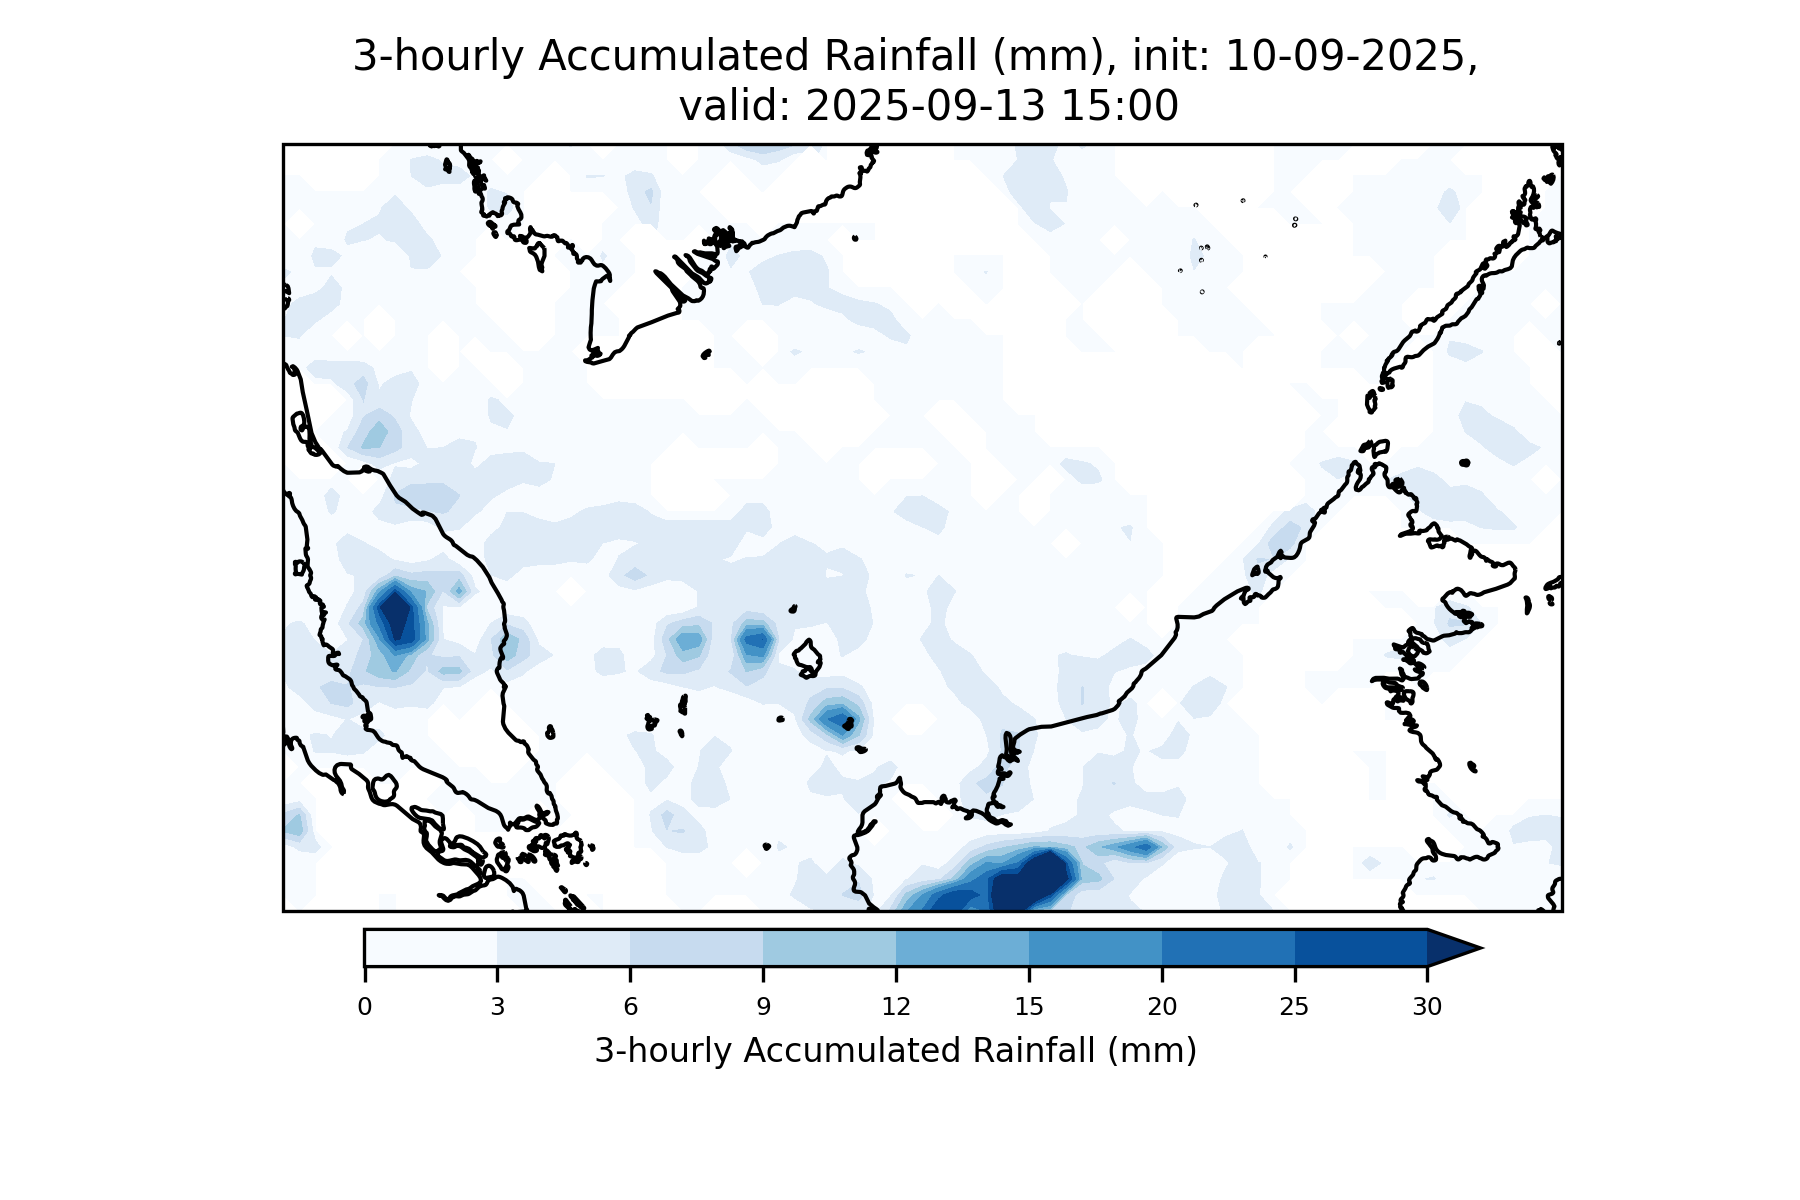 3-hourly Accumulated Rainfall (mm), init: 10-09-2025,
valid: 2025-09-13 15:00
0 3 6 9 12 15 20 25 30
3-hourly Accumulated Rainfall (mm)